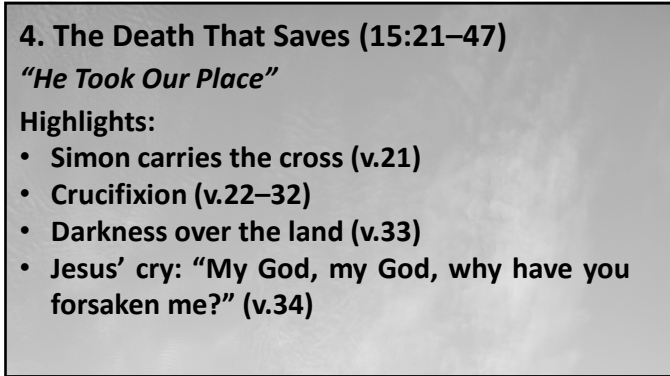 4. The Death That Saves (15:21–47)
“He Took Our Place”
Highlights:
• Simon carries the cross (v.21)
• Crucifixion (v.22–32)
• Darkness over the land (v.33)
• Jesus’ cry: “My God, my God, why have you
forsaken me?” (v.34)